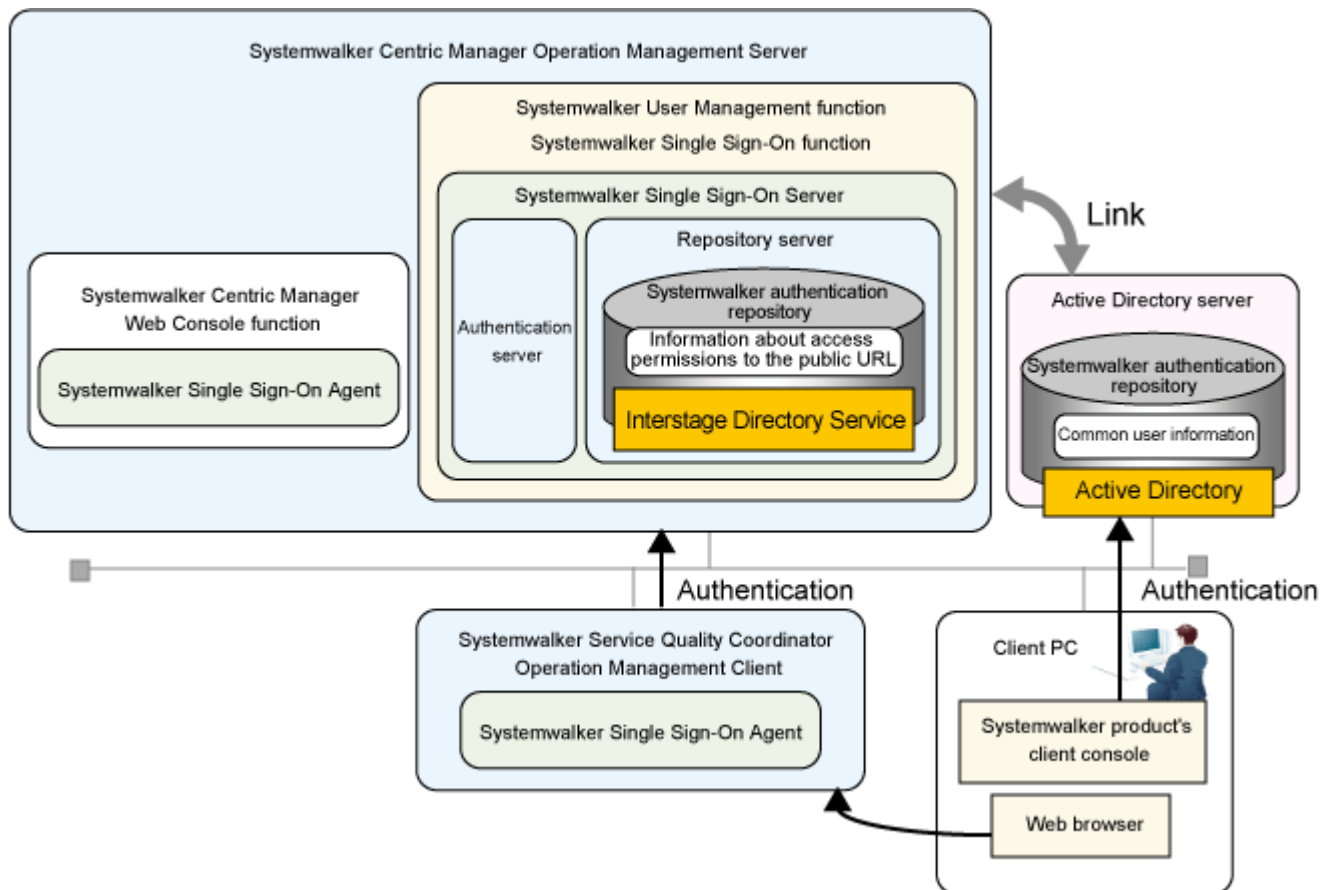 Systemwalker Centric Manager Operation Management Server
Systemwalker User Management function
Systemwalker Single Sign-On function
Systemwalker Single Sign-On Server
Authentication
server
Repository server
Systemwalker authentication
repository
Information about access
permissions to the public URL
Interstage Directory Service
Systemwalker Centric Manager
Web Console function
Systemwalker Single Sign-On Agent
Link
Active Directory server
Systemwalker authentication
repository
Common user information
Active Directory
Authentication
Authentication
Systemwalker Service Quality Coordinator
Operation Management Client
Systemwalker Single Sign-On Agent
Client PC
Systemwalker product's
client console
Web browser